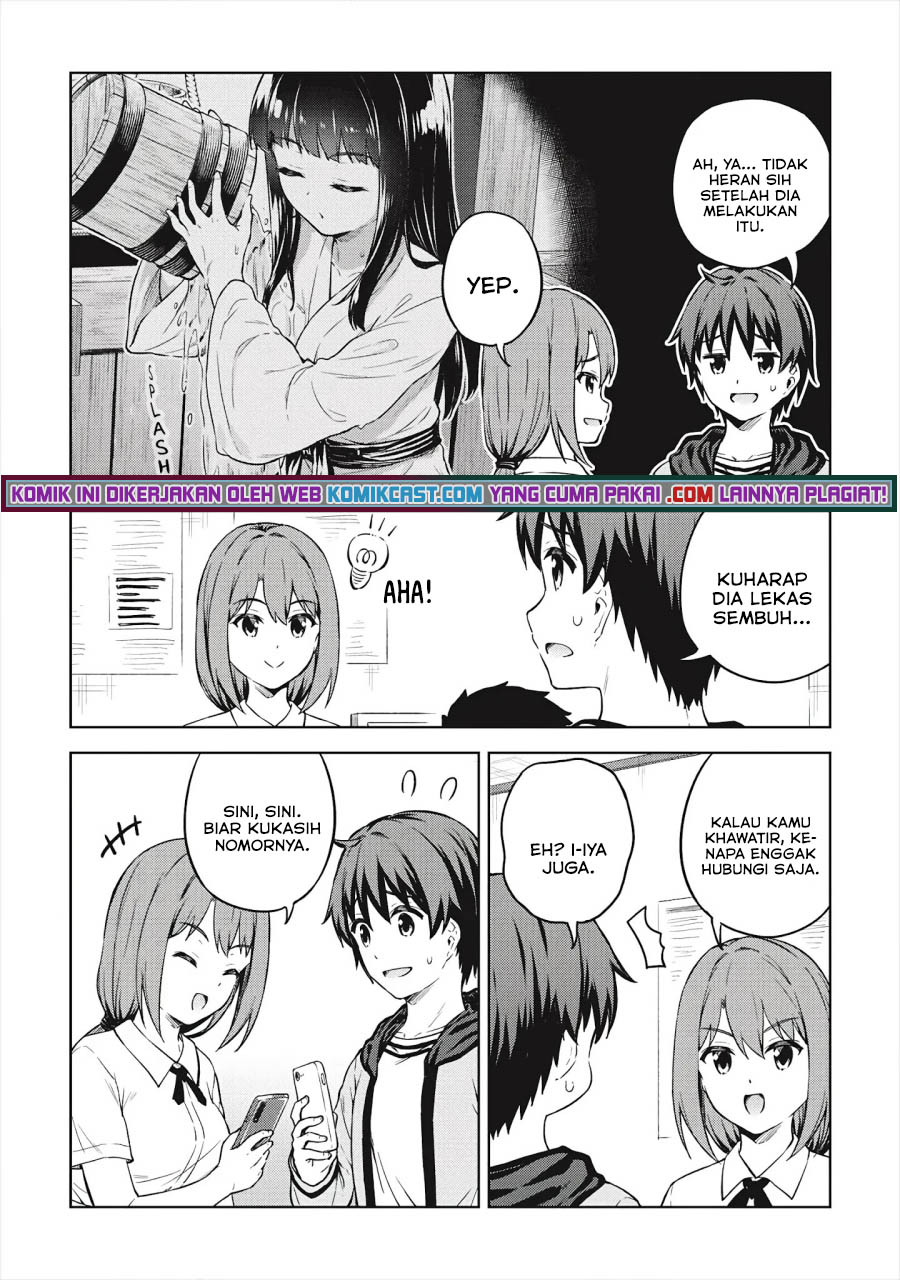 AH, YA... TIDAK
HERAN SIH
SETELAH DIA
MELAKUKAN
ITU.
YEP.
SPLASH
KOMIK INI DIKERJAKAN OLEH WEB KOMIKCAST.COM YANG CUMA PAKAI .COM LAINNYA PLAGIAT!
KUHARAP
DIA LEKAS
SEMBUH...
AHA!
KALAU KAMU
KHAWATIR, KE-
NAPA ENGGAK
HUBUNGI SAJA.
EH? I-IYA
JUGA.
SINI, SINI.
BIAR KUKASIH
NOMORNYA.